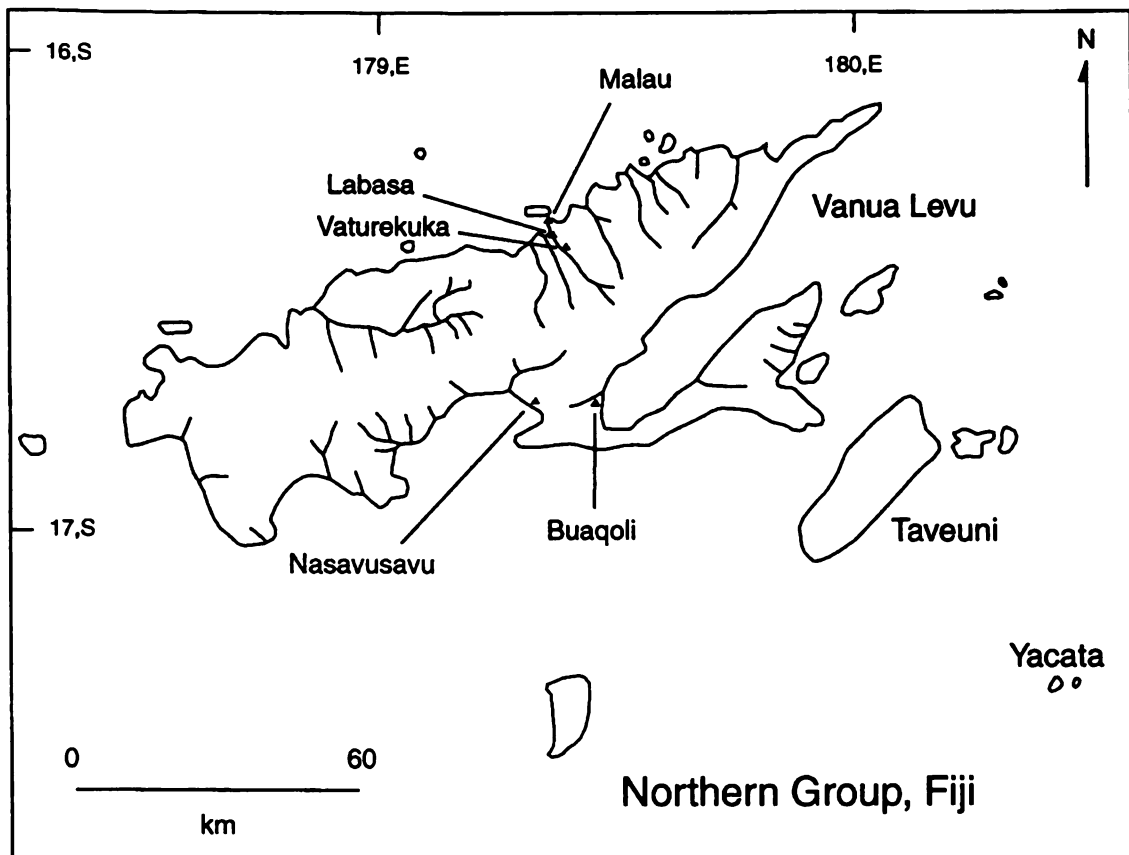 16,S
179,E
180,E
N
Malau
Labasa
Vaturekuka
Vanua Levu
17,S
Nasavusavu
Buaqoli
Taveuni
Yacata
0
60
km
Northern Group, Fiji